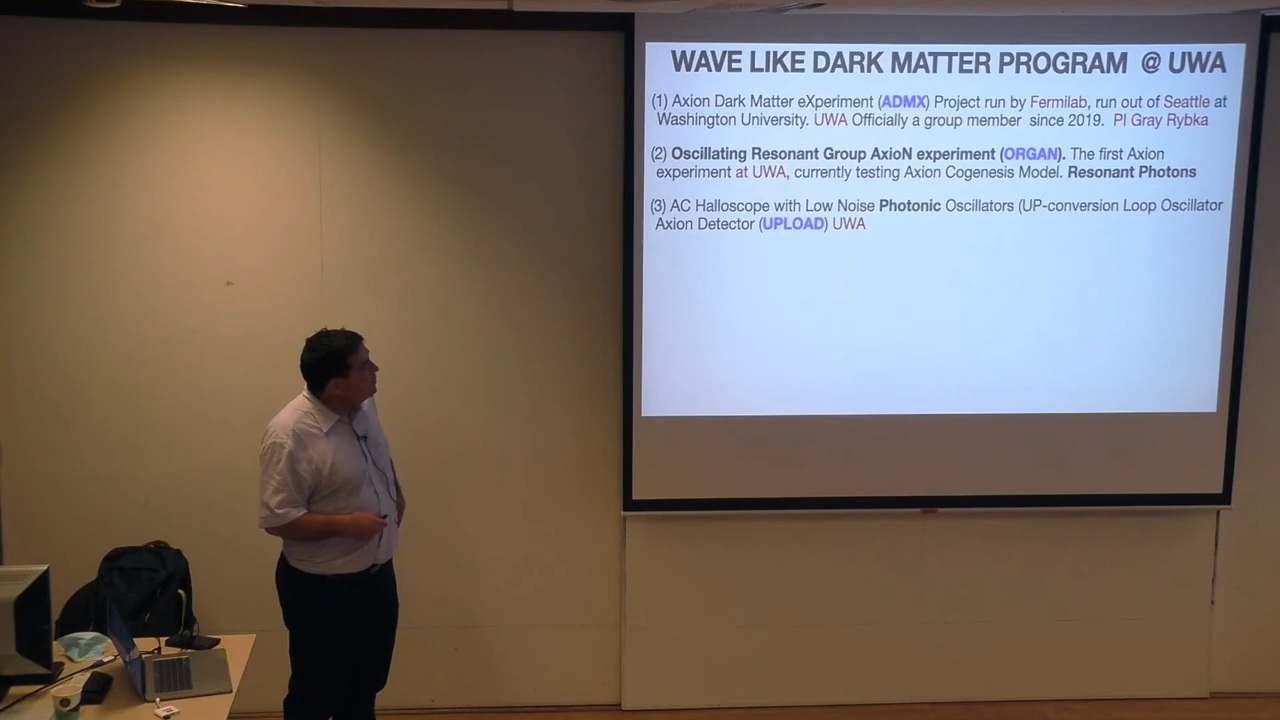 WAVE LIKE DARK MATTER PROGRAM @ UWA
(1) Axion Dark Matter eXperiment (ADMX) Project run by Fermilab, run out of Seattle at
Washington University. UWA Officially a group member since 2019. PI Gray Rybka
(2) Oscillating Resonant Group AxioN experiment (ORGAN). The first Axion
experiment at UWA, currently testing Axion Cogenesis Model. Resonant Photons
(3) AC Halloscope with Low Noise Photonic Oscillators (UP-conversion Loop Oscillator
Axion Detector (UPLOAD) UWA